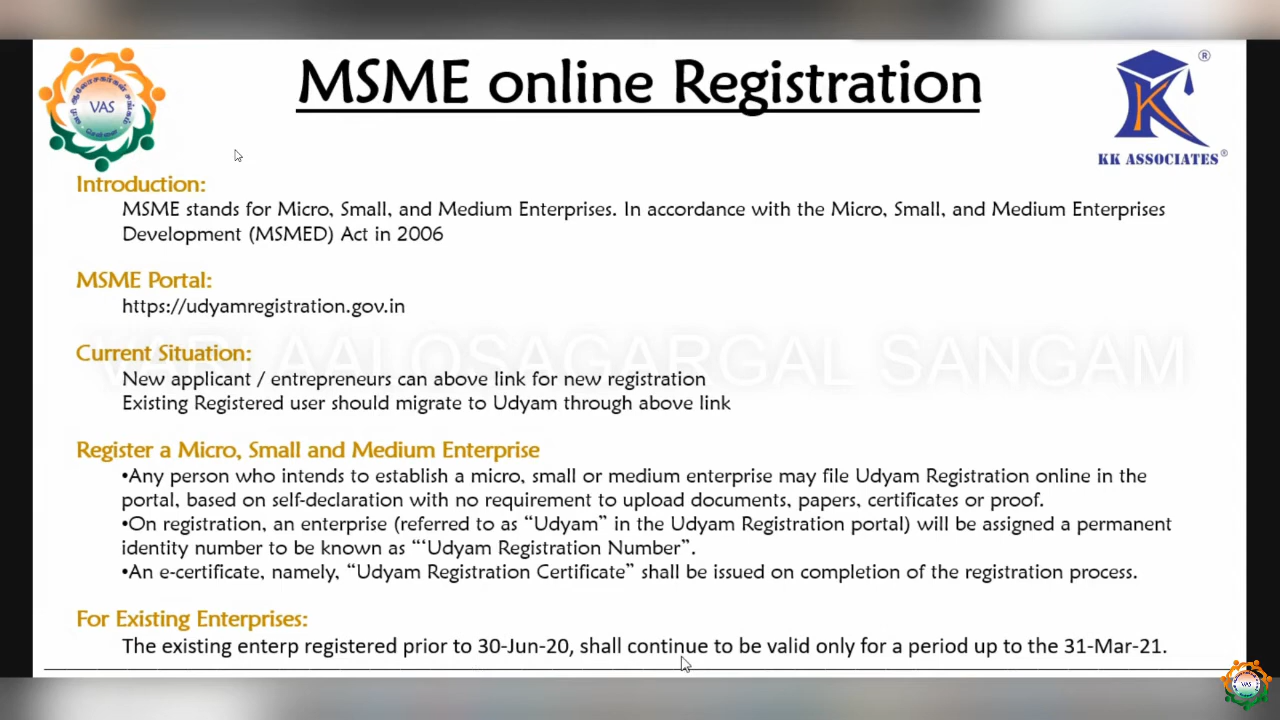 MSME online Registration
VAS
KK ASSOCIATES®
Introduction:
MSME stands for Micro, Small, and Medium Enterprises. In accordance with the Micro, Small, and Medium Enterprises
Development (MSMED) Act in 2006
MSME Portal:
https://udyamregistration.gov.in
VARI AALOSAGARGAL SANGAM
Current Situation:
New applicant / entrepreneurs can above link for new registration
Existing Registered user should migrate to Udyam through above link
Register a Micro, Small and Medium Enterprise
•Any person who intends to establish a micro, small or medium enterprise may file Udyam Registration online in the
portal, based on self-declaration with no requirement to upload documents, papers, certificates or proof.
•On registration, an enterprise (referred to as “Udyam” in the Udyam Registration portal) will be assigned a permanent
identity number to be known as “‘Udyam Registration Number”.
•An e-certificate, namely, “Udyam Registration Certificate” shall be issued on completion of the registration process.
For Existing Enterprises:
The existing enterp registered prior to 30-Jun-20, shall continue to be valid only for a period up to the 31-Mar-21.
VAS